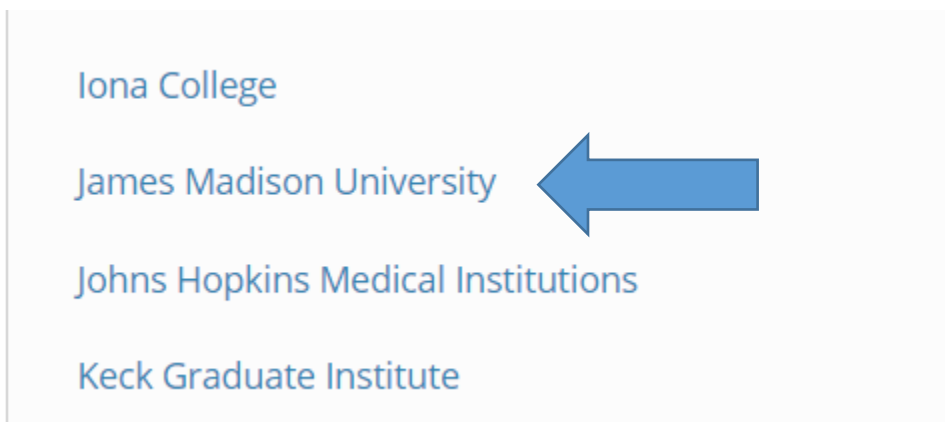 Iona College
James Madison University
Johns Hopkins Medical Institutions
Keck Graduate Institute